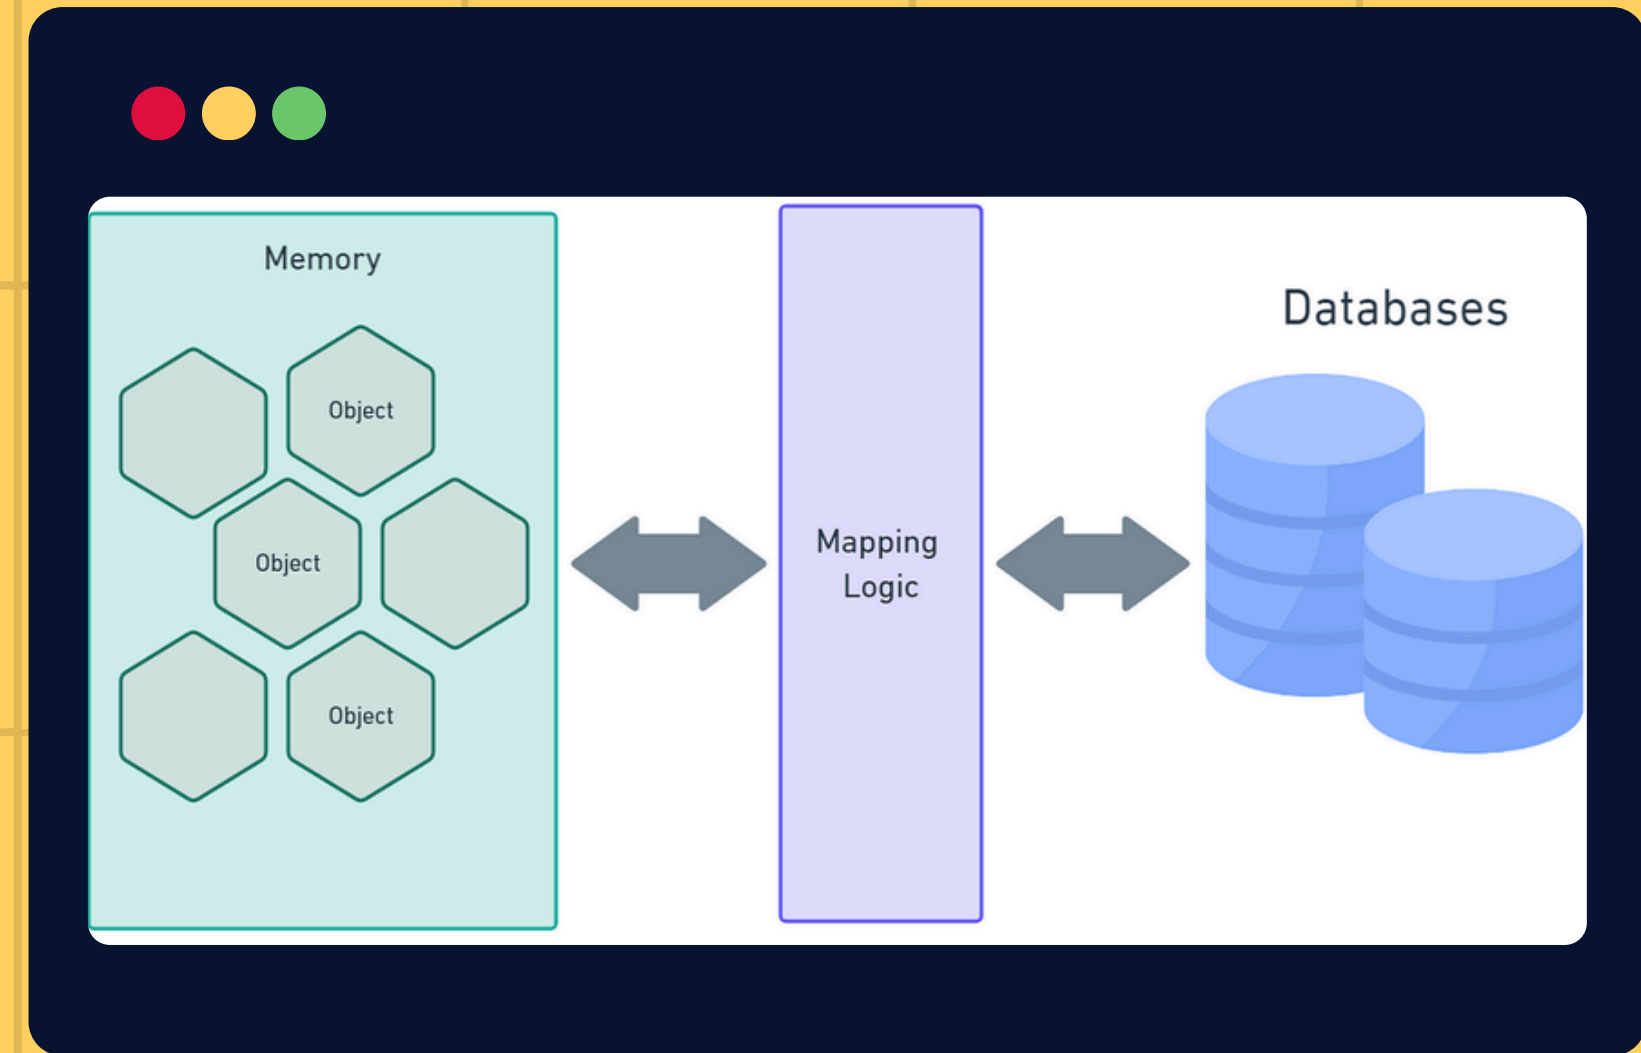 Memory
Object
Object
Object
Mapping
Logic
Databases